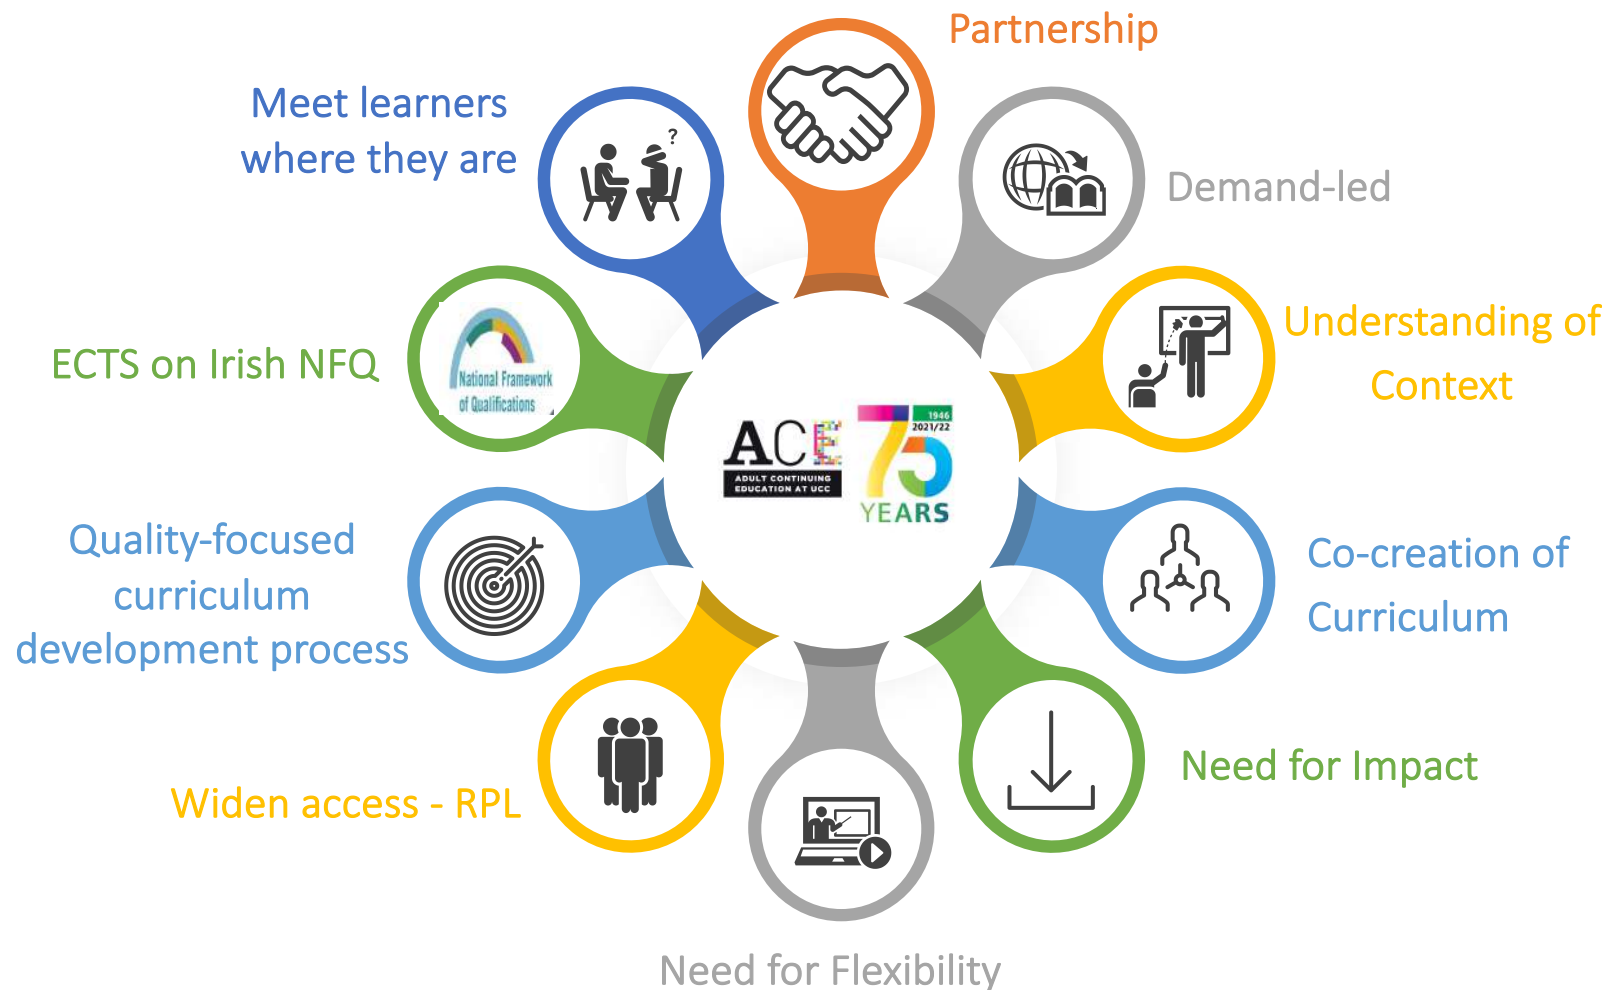 Partnership
Meet learners
where they are
?
Demand-led
Understanding of
Context
ECTS on Irish NFQ
National Framework
of Qualifications
ACE
ADULT CONTINUING
EDUCATION AT UCC
1946
2021/22
75
YEARS
Quality-focused
curriculum
development process
Co-creation of
Curriculum
Widen access - RPL
Need for Impact
Need for Flexibility